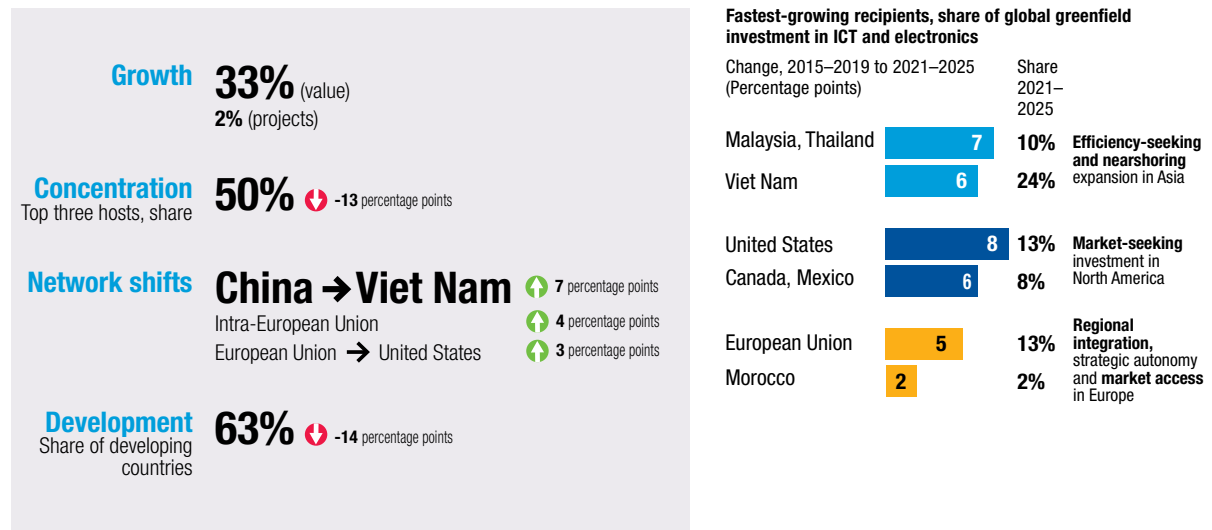 Growth
33% (value)
2% (projects)
Concentration
Top three hosts, share
50% -13 percentage points
Network shifts
China → Viet Nam 7 percentage points
Intra-European Union 4 percentage points
European Union → United States 3 percentage points
Development
Share of developing
countries
63% -14 percentage points
Fastest-growing recipients, share of global greenfield
investment in ICT and electronics
Change, 2015–2019 to 2021–2025
(Percentage points)
Share
2021–
2025
Malaysia, Thailand 7 10%
Viet Nam 6 24%
Efficiency-seeking
and nearshoring
expansion in Asia
United States 8 13%
Canada, Mexico 6 8%
Market-seeking
investment in
North America
European Union 5 13%
Morocco 2 2%
Regional
integration,
strategic autonomy
and market access
in Europe